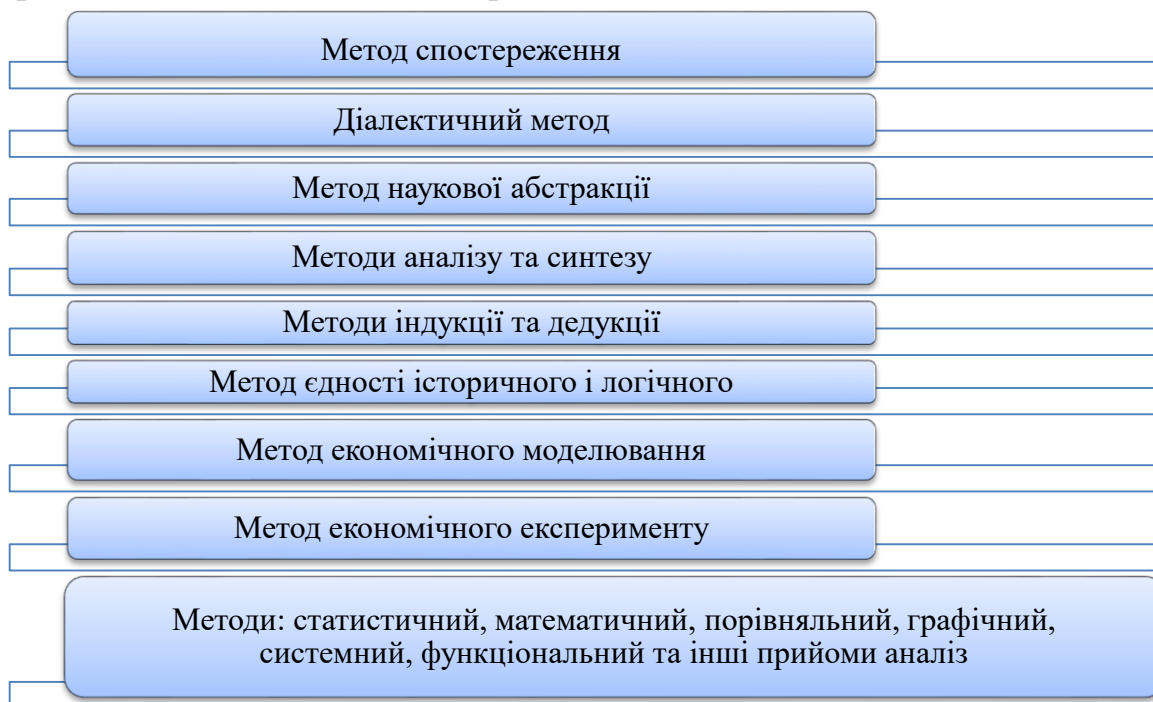 Метод спостереження
Діалектичний метод
Метод наукової абстракції
Методи аналізу та синтезу
Методи індукції та дедукції
Метод єдності історичного і логічного
Метод економічного моделювання
Метод економічного експерименту
Методи: статистичний, математичний, порівняльний, графічний,
системний, функціональний та інші прийоми аналіз